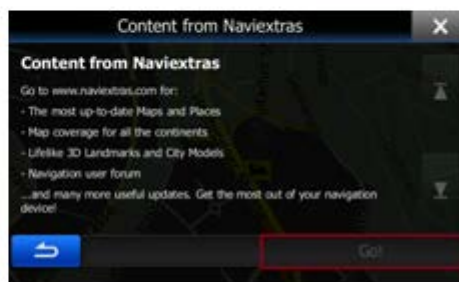 Content from Naviextras
Content from Naviextras
Go to www.naviextras.com for:
- The most up-to-date Maps and Places
- Map coverage for all the continents
- Lifelike 3D Landmarks and City Models
- Navigation user forum
...and many more useful updates. Get the most out of your navigation
device!
Go!